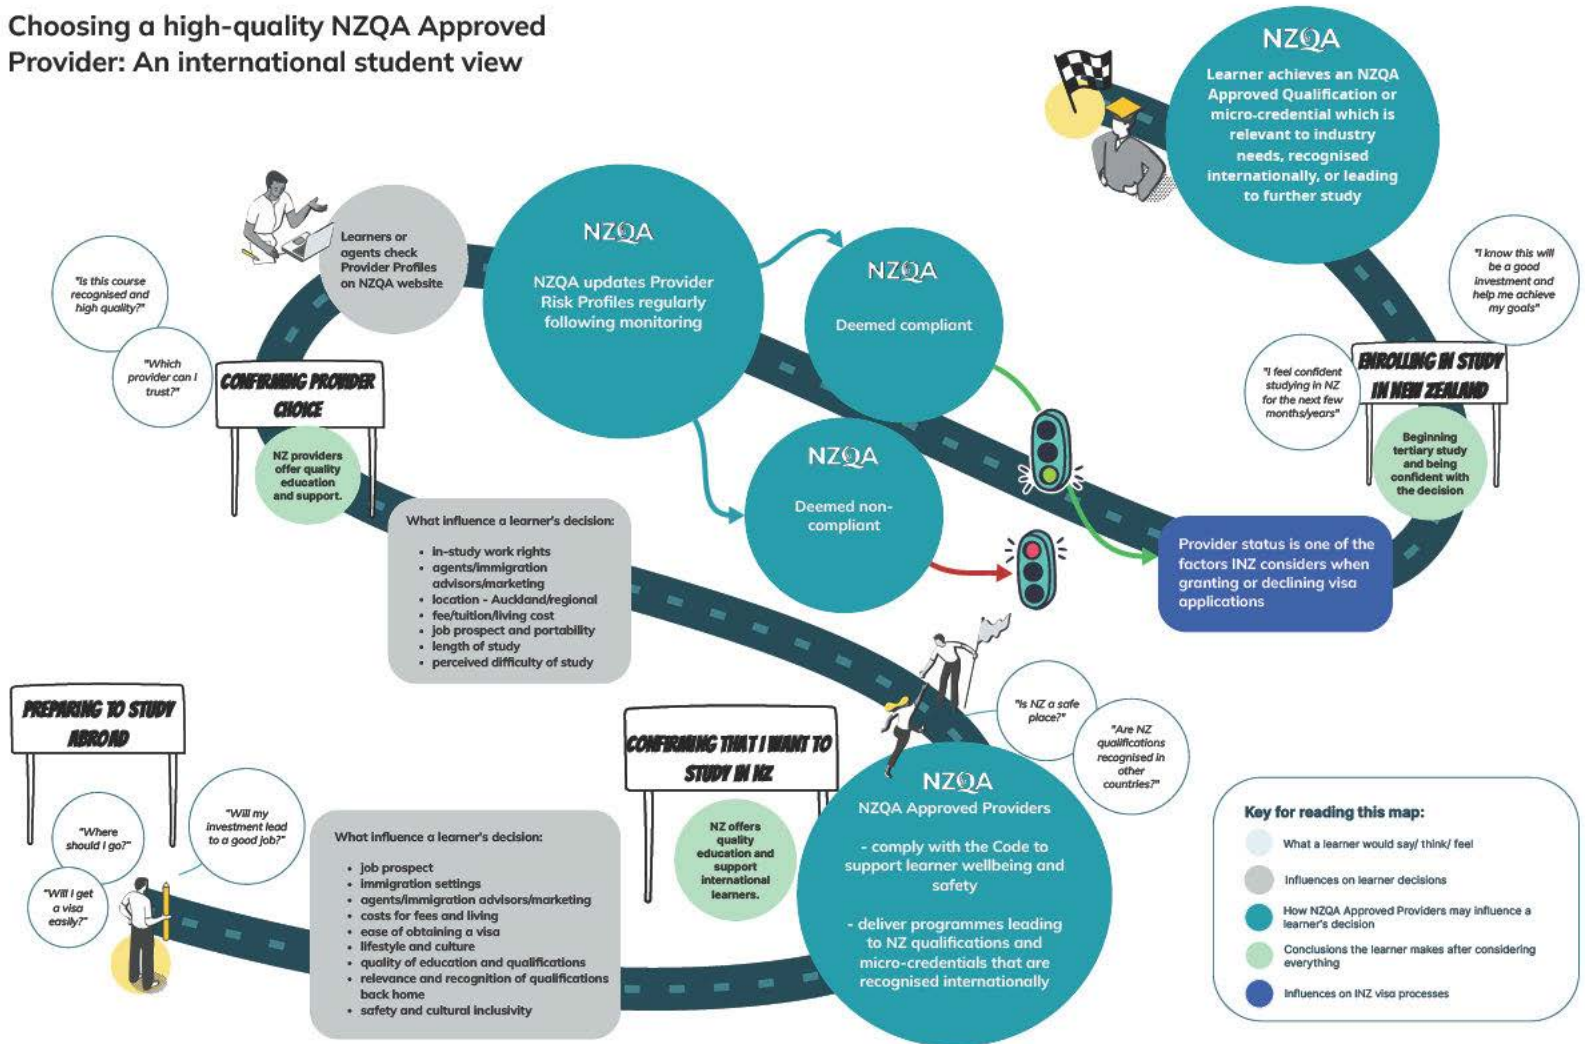 Choosing a high-quality NZQA Approved
Provider: An international student view
PREPARING TO STUDY
ABROAD
"Where
should I go?"
"Will my
investment lead
to a good job?"
"Will I get
a visa
easily?"
What influence a learner's decision:
• job prospect
• immigration settings
• agents/immigration advisors/marketing
• costs for fees and living
• ease of obtaining a visa
• lifestyle and culture
• quality of education and qualifications
• relevance and recognition of qualifications
back home
• safety and cultural inclusivity
CONFIRMING THAT I WANT TO
STUDY IN NZ
NZ offers
quality
education and
support
international
learners.
NZQA
NZQA Approved Providers
- comply with the Code to
support learner wellbeing and
safety
- deliver programmes leading
to NZ qualifications and
micro-credentials that are
recognised internationally
"Is NZ a safe
place?"
"Are NZ
qualifications
recognised in
other
countries?"
What influence a learner's decision:
• in-study work rights
• agents/immigration
advisors/marketing
• location - Auckland/regional
• fee/tuition/living cost
• job prospect and portability
• length of study
• perceived difficulty of study
CONFIRMING PROVIDER
CHOICE
NZ providers
offer quality
education
and support.
"Is this course
recognised and
high quality?"
"Which
provider can I
trust?"
Learners or
agents check
Provider Profiles
on NZQA website
NZQA
NZQA updates Provider
Risk Profiles regularly
following monitoring
NZQA
Deemed compliant
NZQA
Deemed non-
compliant
Provider status is one of the
factors INZ considers when
granting or declining visa
applications
ENROLLING IN STUDY
IN NEW ZEALAND
Beginning
tertiary study
and being
confident with
the decision
"I feel confident
studying in NZ
for the next few
months/years"
"I know this will
be a good
investment and
help me achieve
my goals"
NZQA
Learner achieves an NZQA
Approved Qualification or
micro-credential which is
relevant to industry
needs, recognised
internationally, or leading
to further study
Key for reading this map:
What a learner would say/ think/ feel
Influences on learner decisions
How NZQA Approved Providers may influence a
learner's decision
Conclusions the learner makes after considering
everything
Influences on INZ visa processes